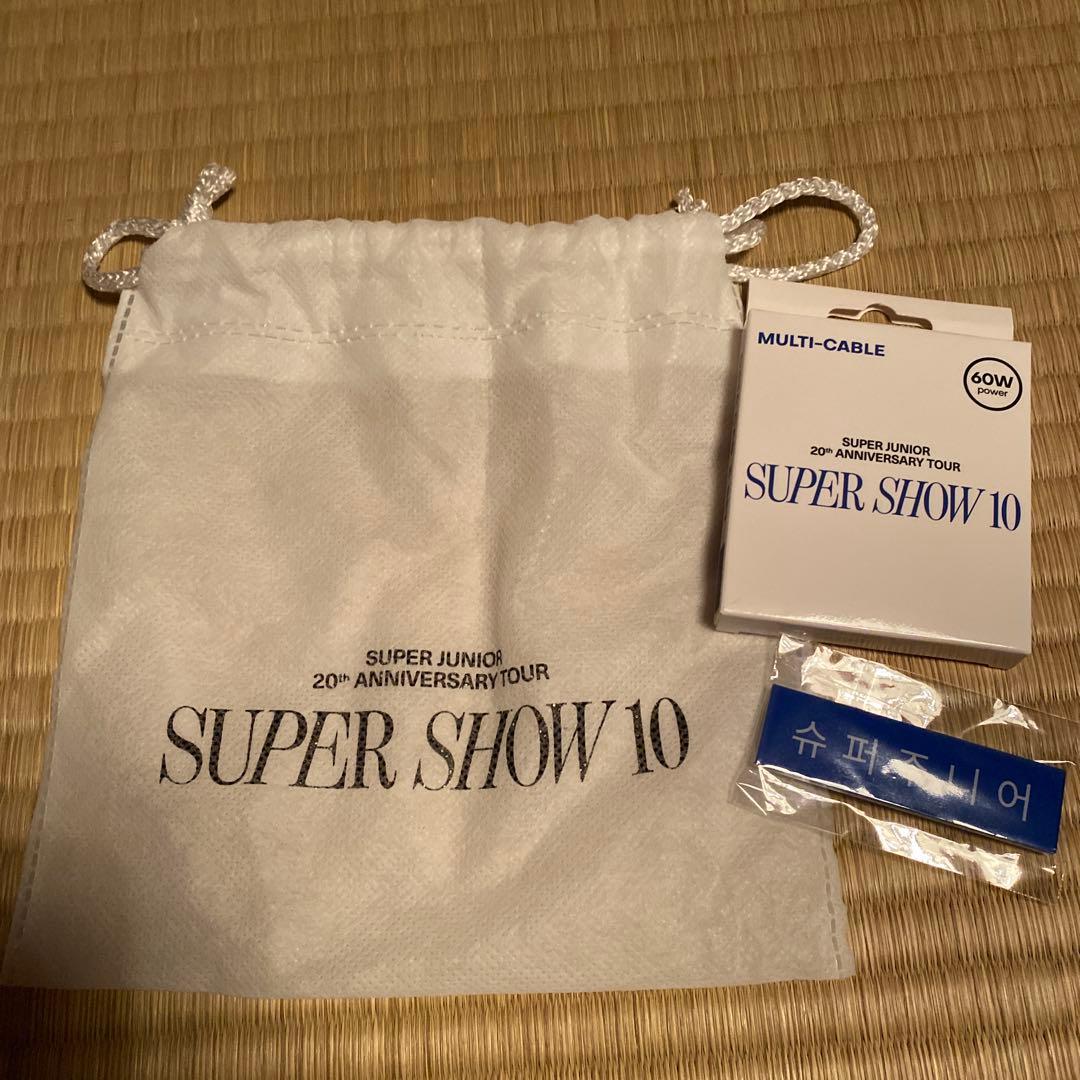 SUPER JUNIOR
20th ANNIVERSARY TOUR
SUPER SHOW 10
MULTI-CABLE
60W
power
SUPER JUNIOR
20th ANNIVERSARY TOUR
SUPER SHOW 10
슈퍼주니어